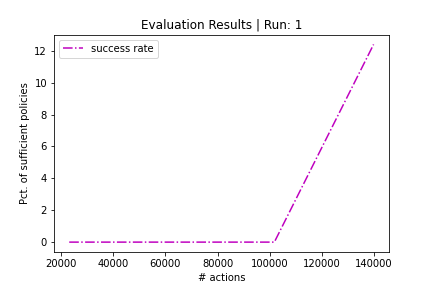 Evaluation Results | Run: 1
success rate
Pct. of sufficient policies
12
10
8
6
4
2
0
20000 40000 60000 80000 100000 120000 140000
# actions